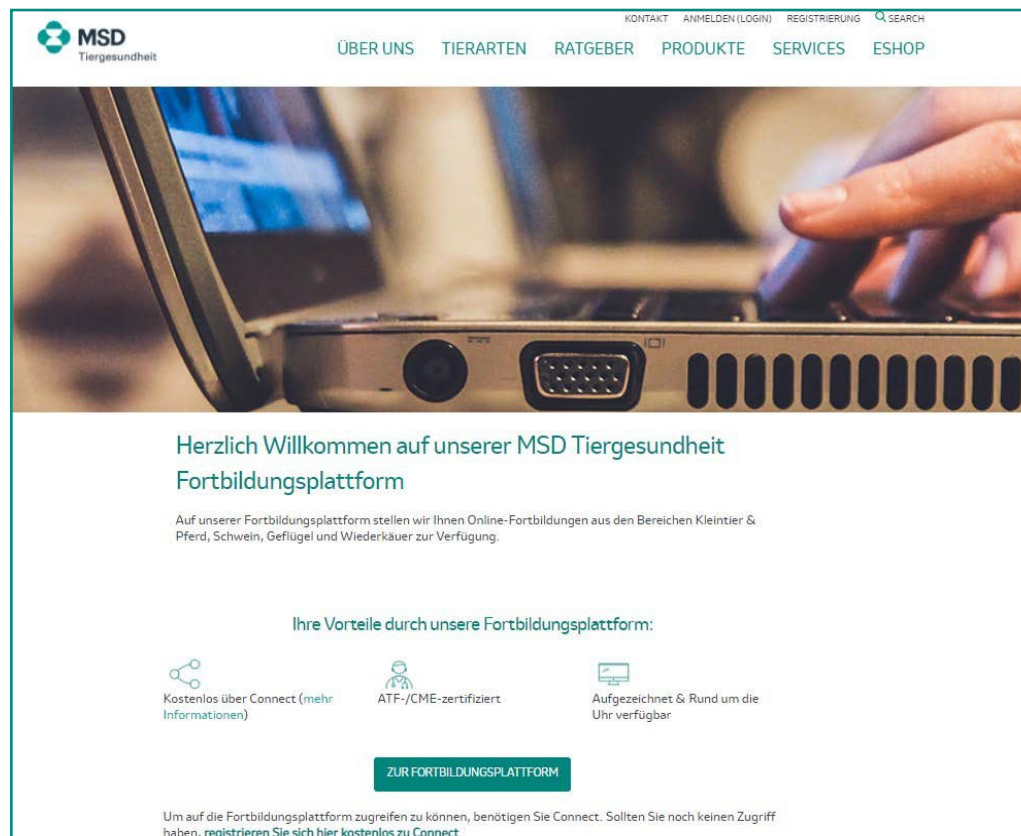 MSD
Tiergesundheit
KONTAKT ANMELDEN (LOGIN) REGISTRIERUNG SEARCH
ÜBER UNS TIERARTEN RATGEBER PRODUKTE SERVICES ESHOP
Herzlich Willkommen auf unserer MSD Tiergesundheit
Fortbildungsplattform
Auf unserer Fortbildungsplattform stellen wir Ihnen Online-Fortbildungen aus den Bereichen Kleintier &
Pferd, Schwein, Geflügel und Wiederkäuer zur Verfügung.
Ihre Vorteile durch unsere Fortbildungsplattform:
Kostenlos über Connect (mehr
Informationen)
ATF-/CME-zertifiziert
Aufgezeichnet & Rund um die
Uhr verfügbar
ZUR FORTBILDUNGSPLATTFORM
Um auf die Fortbildungsplattform zugreifen zu können, benötigen Sie Connect. Sollten Sie noch keinen Zugriff
haben, registrieren Sie sich hier kostenlos zu Connect